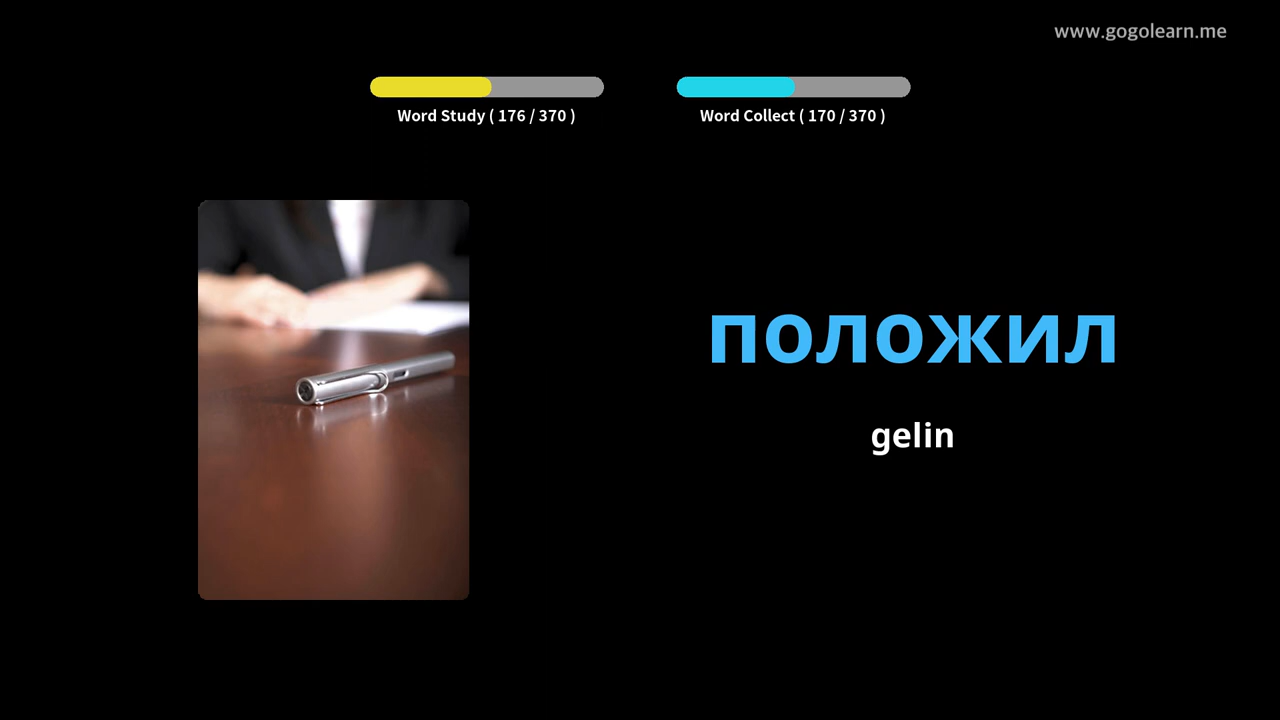 www.gogolearn.me
Word Study ( 176 / 370 )
Word Collect ( 170 / 370 )
положил
gelin